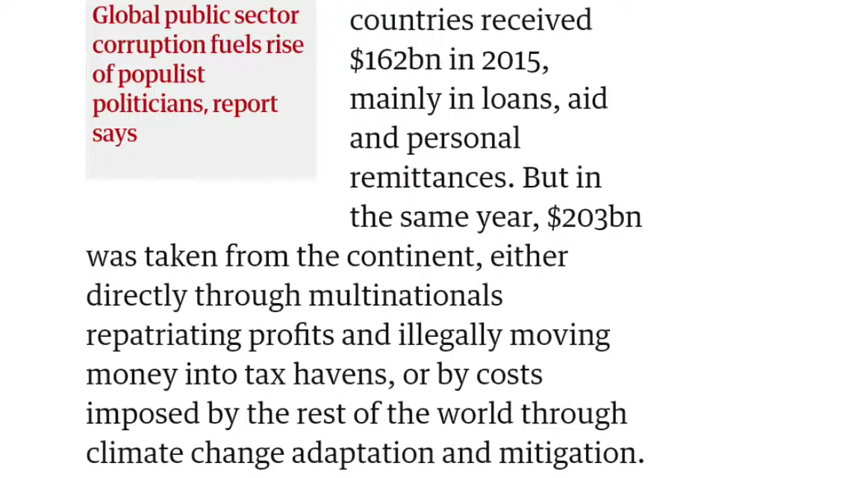 Global public sector
corruption fuels rise
of populist
politicians, report
says
countries received
$162bn in 2015,
mainly in loans, aid
and personal
remittances. But in
the same year, $203bn
was taken from the continent, either
directly through multinationals
repatriating profits and illegally moving
money into tax havens, or by costs
imposed by the rest of the world through
climate change adaptation and mitigation.